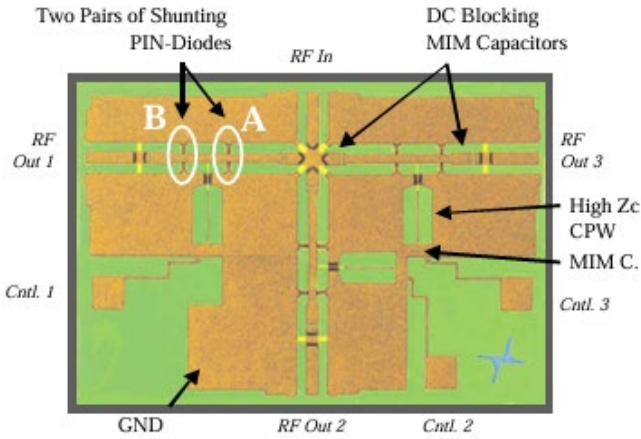 Two Pairs of Shunting
PIN-Diodes
DC Blocking
MIM Capacitors
RF In
B
A
RF
Out 1
RF
Out 3
High Zc
CPW
MIM C.
Cntl. 1
Cntl. 3
GND
RF Out 2
Cntl. 2